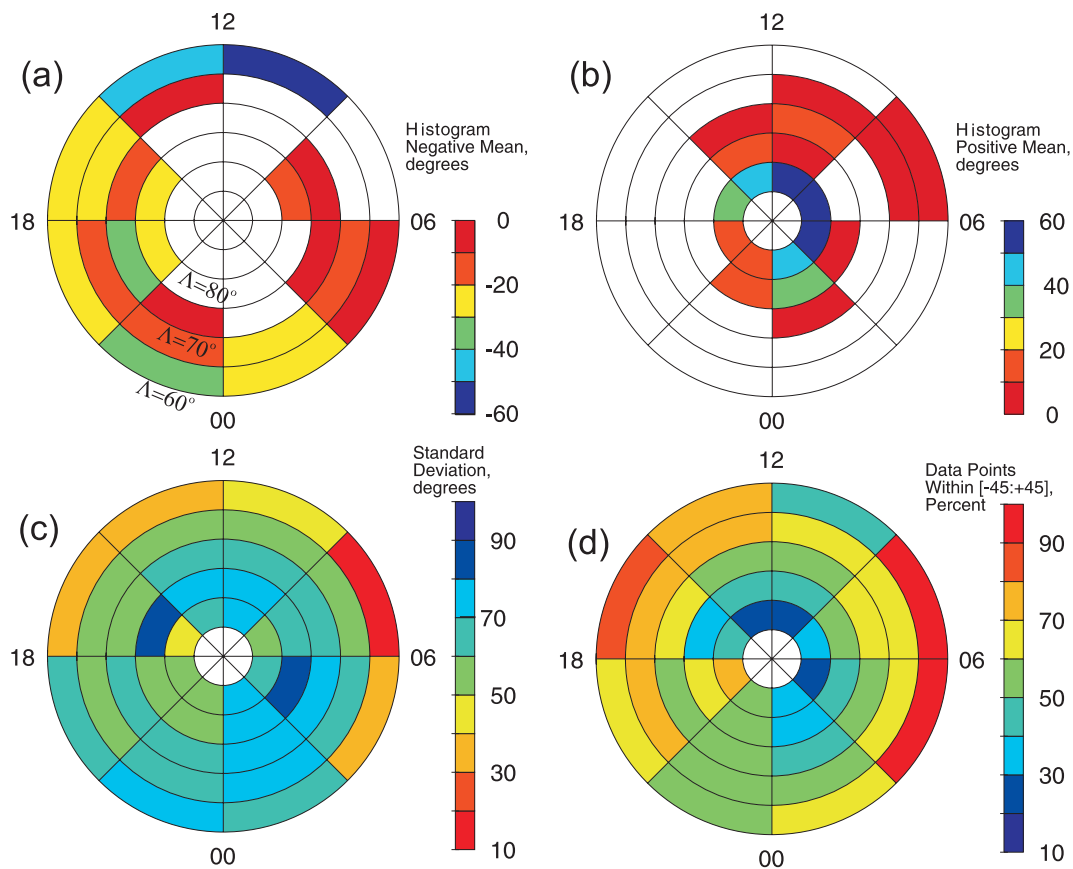 12
12
(a)
(b)
Histogram
Negative Mean,
degrees
Histogram
Positive Mean,
degrees
18
06
0
-20
-40
-60
18
06
60
40
20
0
Λ=80°
Λ=70°
Λ=60°
00
00
12
Standard
Deviation,
degrees
12
Data Points
Within [-45:+45],
Percent
(c)
(d)
18
06
90
70
50
30
10
18
06
90
70
50
30
10
00
00